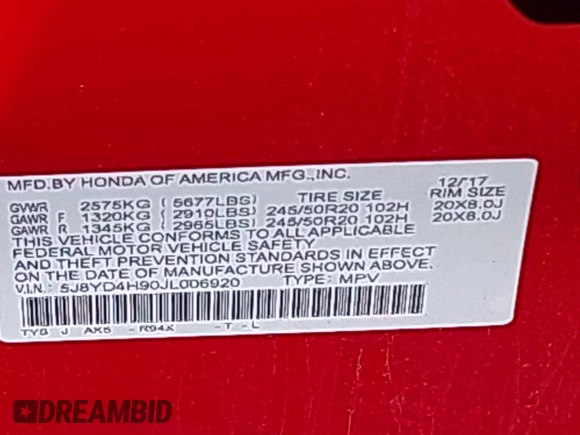 MFD.BY HONDA OF AMERICA MFG.,INC. 12/17
GVWR 2575KG ( 5677LBS) TIRE SIZE RIM SIZE
GAWR F 1320KG ( 2910LBS) 245/50R20 102H 20X8.0J
GAWR R 1345KG ( 2965LBS) 245/50R20 102H 20X8.0J
THIS VEHICLE CONFORMS TO ALL APPLICABLE
FEDERAL MOTOR VEHICLE SAFETY
AND THEFT PREVENTION STANDARDS IN EFFECT
ON THE DATE OF MANUFACTURE SHOWN ABOVE.
V.I.N.: 5J8YD4H90JL006920 TYPE: MPV
J -R94X -T -L
DREAMBID